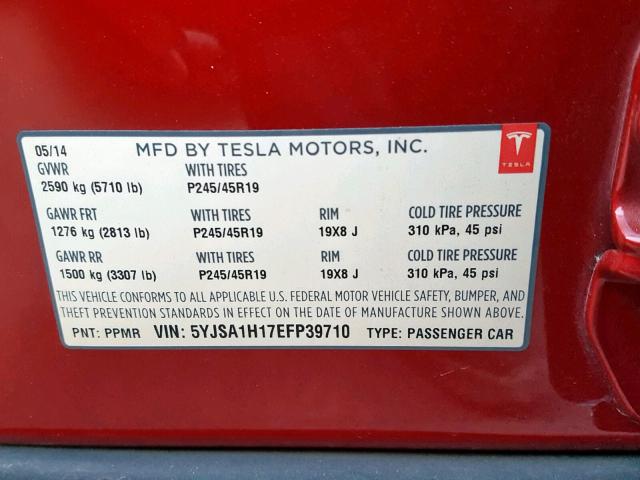 05/14 MFD BY TESLA MOTORS, INC.
TESLA
GVWR WITH TIRES
2590 kg (5710 lb) P245/45R19
GAWR FRT WITH TIRES RIM COLD TIRE PRESSURE
1276 kg (2813 lb) P245/45R19 19X8 J 310 kPa, 45 psi
GAWR RR WITH TIRES RIM COLD TIRE PRESSURE
1500 kg (3307 lb) P245/45R19 19X8 J 310 kPa, 45 psi
THIS VEHICLE CONFORMS TO ALL APPLICABLE U.S. FEDERAL MOTOR VEHICLE SAFETY, BUMPER, AND
THEFT PREVENTION STANDARDS IN EFFECT ON THE DATE OF MANUFACTURE SHOWN ABOVE.
PNT: PPMR VIN: 5YJSA1H17EFP39710 TYPE: PASSENGER CAR